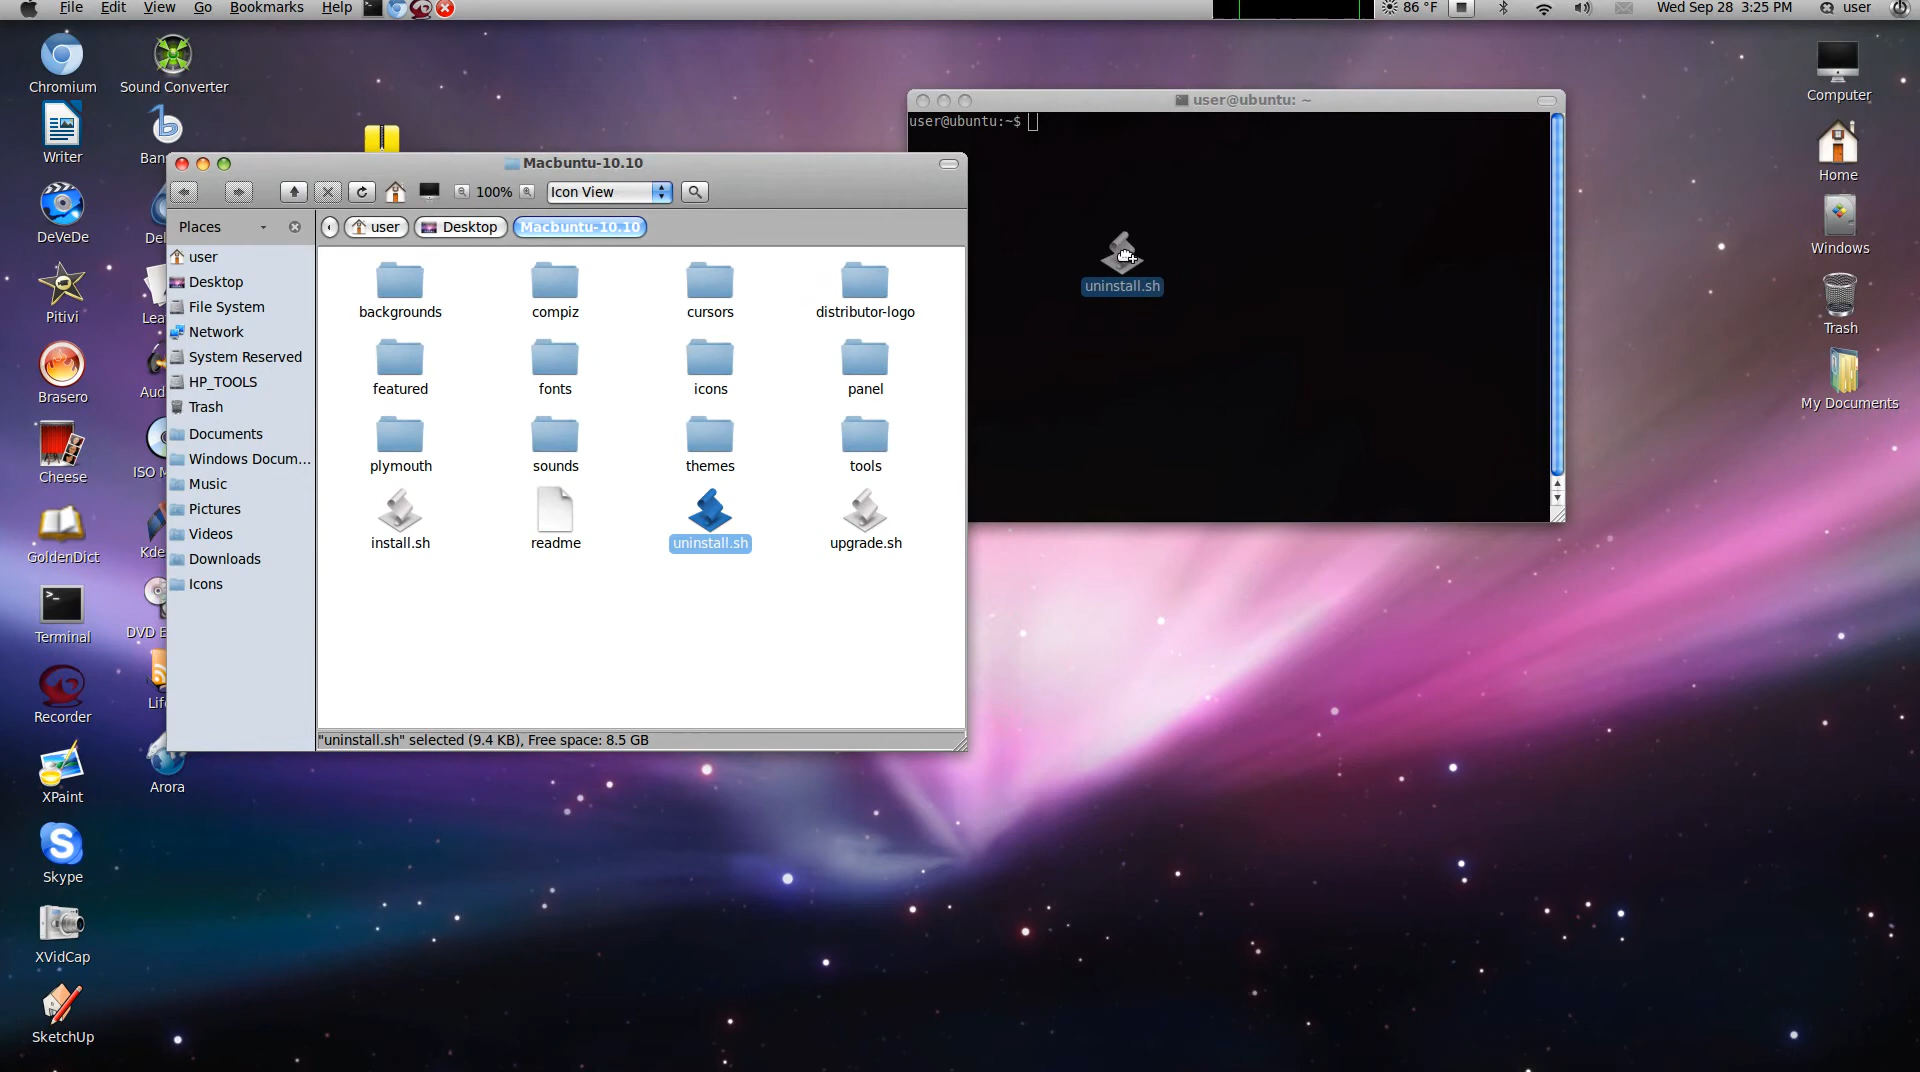 File Edit View Go Bookmarks Help
86 °F
Wed Sep 28 3:25 PM
user
Chromium
Sound Converter
Writer
Ban
DeVeDe
Del
Pitivi
Lea
Brasero
Aud
Cheese
ISO M
GoldenDict
Kde
Terminal
DVD E
Recorder
Life
XPaint
Arora
Skype
XVidCap
SketchUp
Macbuntu-10.10
100%
Icon View
Places
user
Desktop
Macbuntu-10.10
user
Desktop
File System
Network
System Reserved
HP_TOOLS
Trash
Documents
Windows Docum...
Music
Pictures
Videos
Downloads
Icons
backgrounds
compiz
cursors
distributor-logo
featured
fonts
icons
panel
plymouth
sounds
themes
tools
install.sh
readme
uninstall.sh
upgrade.sh
"uninstall.sh" selected (9.4 KB), Free space: 8.5 GB
user@ubuntu: ~
user@ubuntu:~$
uninstall.sh
Computer
Home
Windows
Trash
My Documents